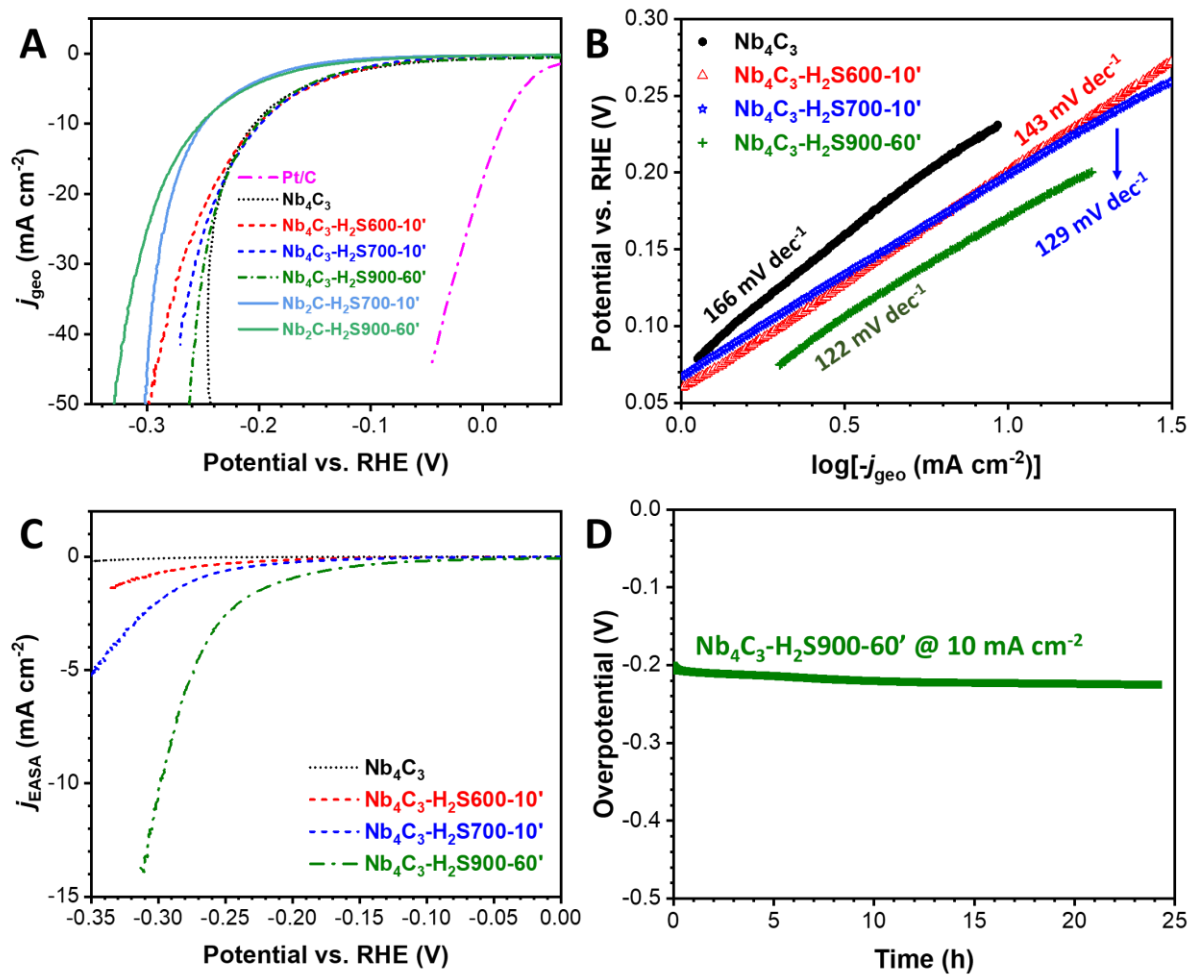 A
0
-10
-20
-30
-40
-50
j_geo (mA cm⁻²)
Pt/C
Nb₄C₃
Nb₄C₃-H₂S600-10'
Nb₄C₃-H₂S700-10'
Nb₄C₃-H₂S900-60'
Nb₂C-H₂S700-10'
Nb₂C-H₂S900-60'
-0.3 -0.2 -0.1 0.0
Potential vs. RHE (V)
B
0.30
0.25
0.20
0.15
0.10
0.05
Potential vs. RHE (V)
Nb₄C₃
Nb₄C₃-H₂S600-10'
Nb₄C₃-H₂S700-10'
Nb₄C₃-H₂S900-60'
143 mV dec⁻¹
166 mV dec⁻¹
129 mV dec⁻¹
122 mV dec⁻¹
0.0 0.5 1.0 1.5
log[-j_geo (mA cm⁻²)]
C
0
-5
-10
-15
j_EASA (mA cm⁻²)
Nb₄C₃
Nb₄C₃-H₂S600-10'
Nb₄C₃-H₂S700-10'
Nb₄C₃-H₂S900-60'
-0.35 -0.30 -0.25 -0.20 -0.15 -0.10 -0.05 0.00
Potential vs. RHE (V)
D
0.0
-0.1
-0.2
-0.3
-0.4
-0.5
Overpotential (V)
Nb₄C₃-H₂S900-60’ @ 10 mA cm⁻²
0 5 10 15 20 25
Time (h)